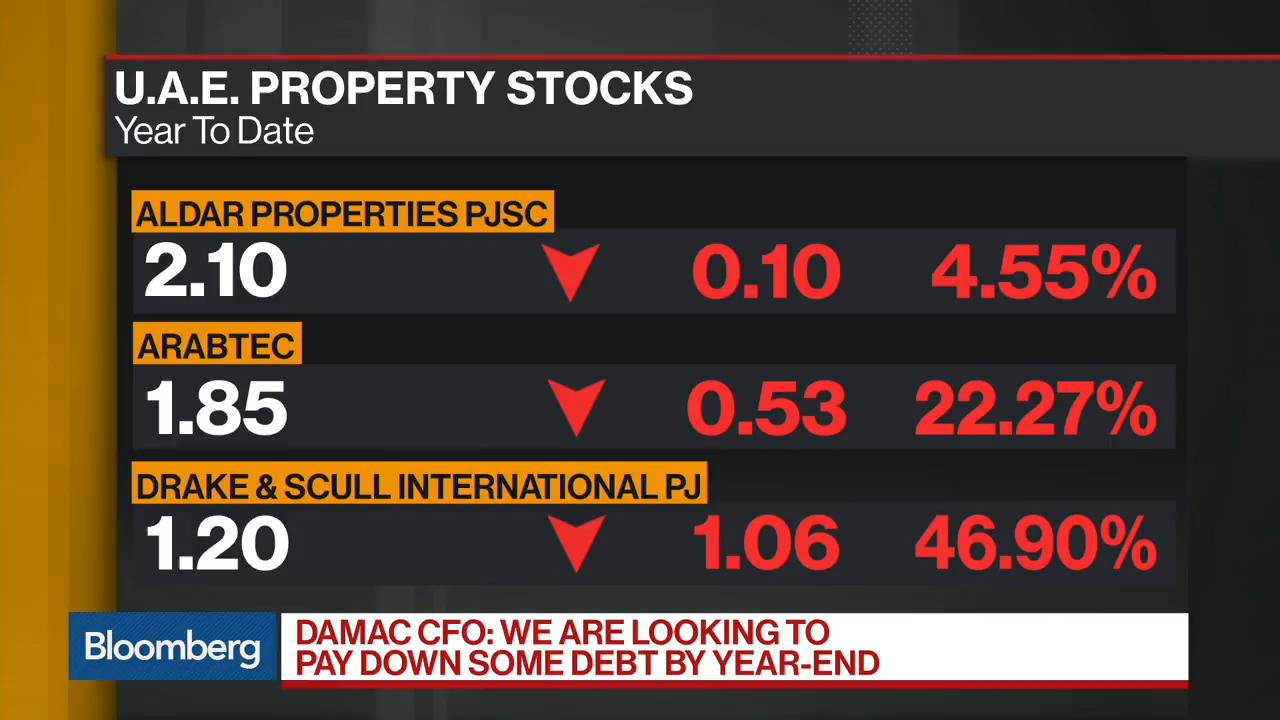 U.A.E. PROPERTY STOCKS
Year To Date
ALDAR PROPERTIES PJSC
2.10 0.10 4.55%
ARABTEC
1.85 0.53 22.27%
DRAKE & SCULL INTERNATIONAL PJ
1.20 1.06 46.90%
Bloomberg
DAMAC CFO: WE ARE LOOKING TO
PAY DOWN SOME DEBT BY YEAR-END